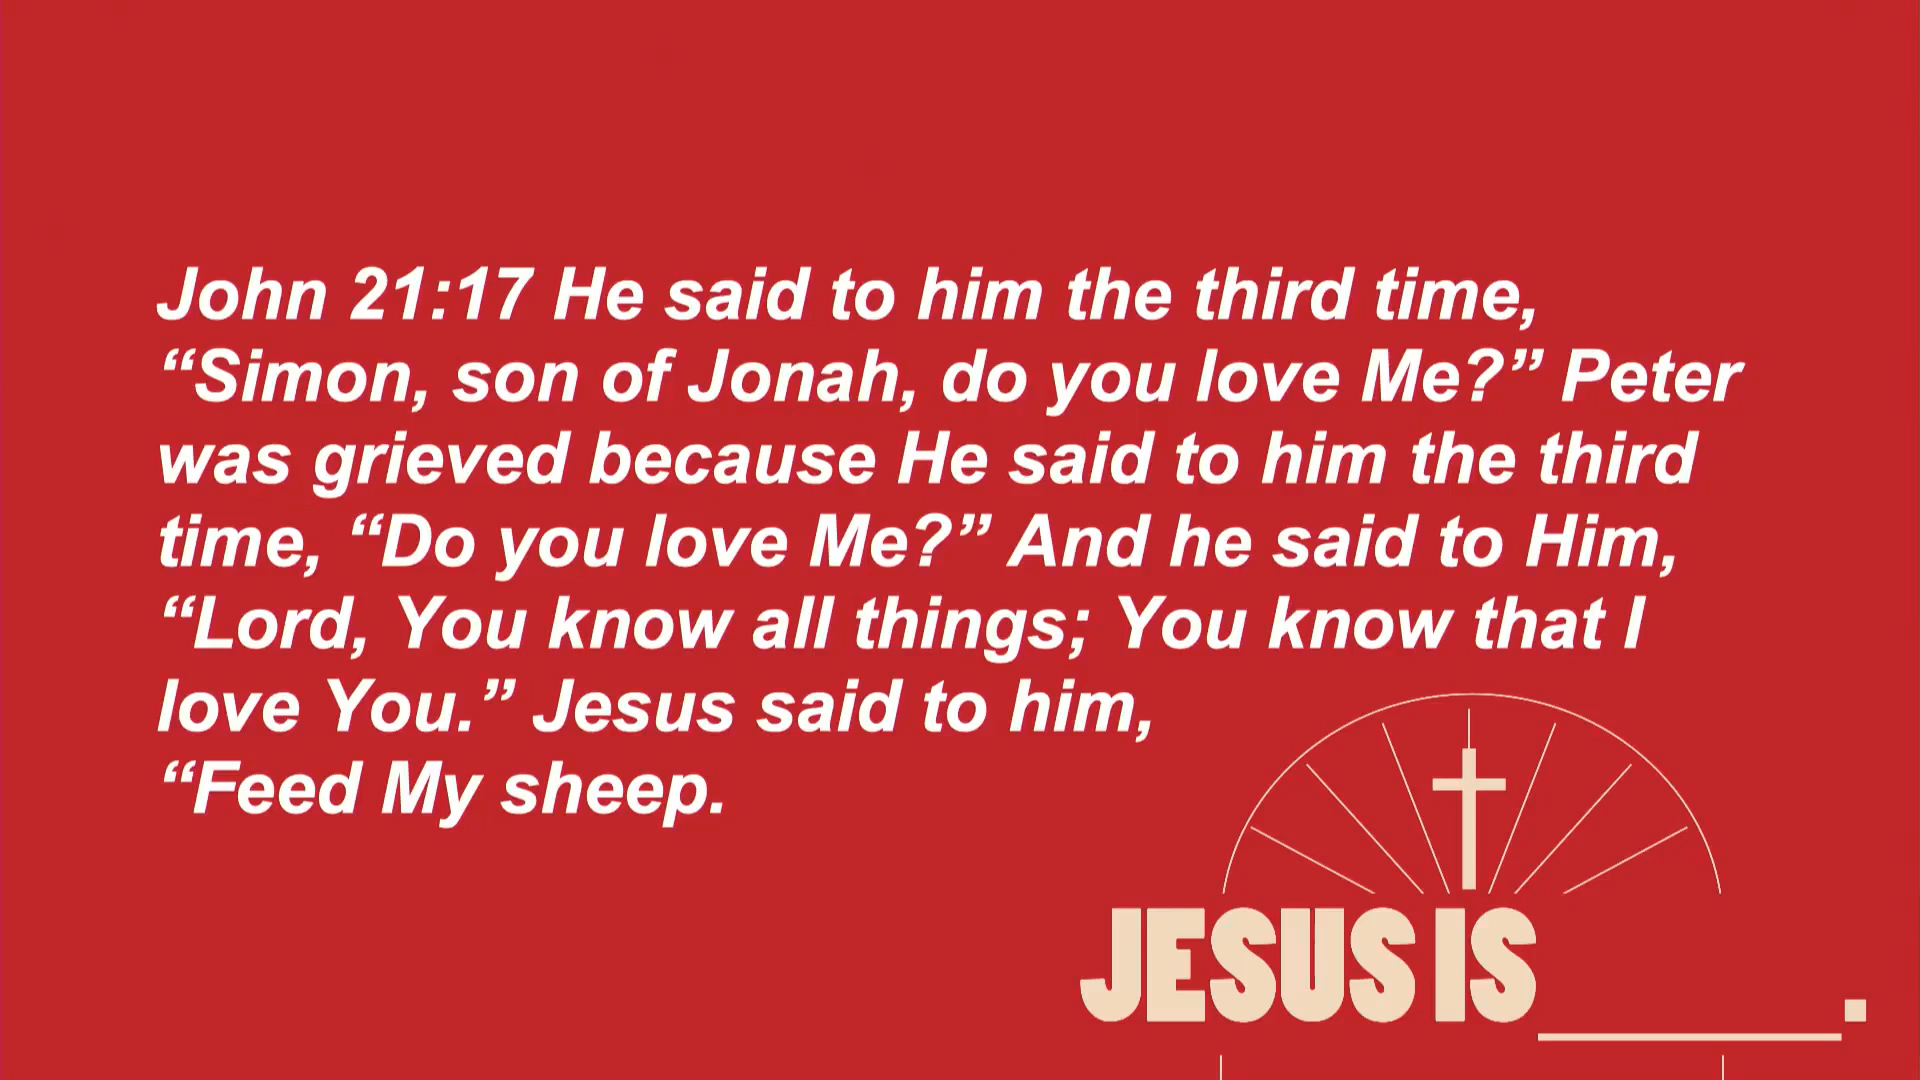 John 21:17 He said to him the third time,
“Simon, son of Jonah, do you love Me?” Peter
was grieved because He said to him the third
time, “Do you love Me?” And he said to Him,
“Lord, You know all things; You know that I
love You.” Jesus said to him,
“Feed My sheep.
JESUS IS ______.